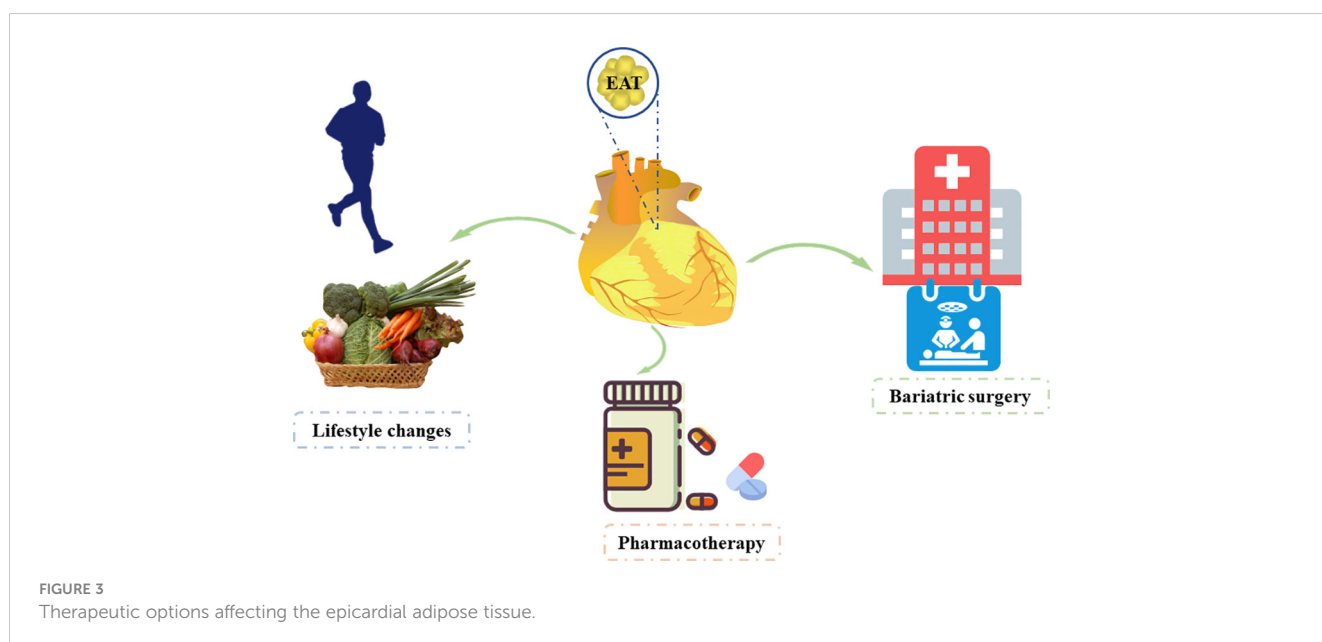 EAT
Lifestyle changes
Pharmacotherapy
Bariatric surgery
FIGURE 3
Therapeutic options affecting the epicardial adipose tissue.